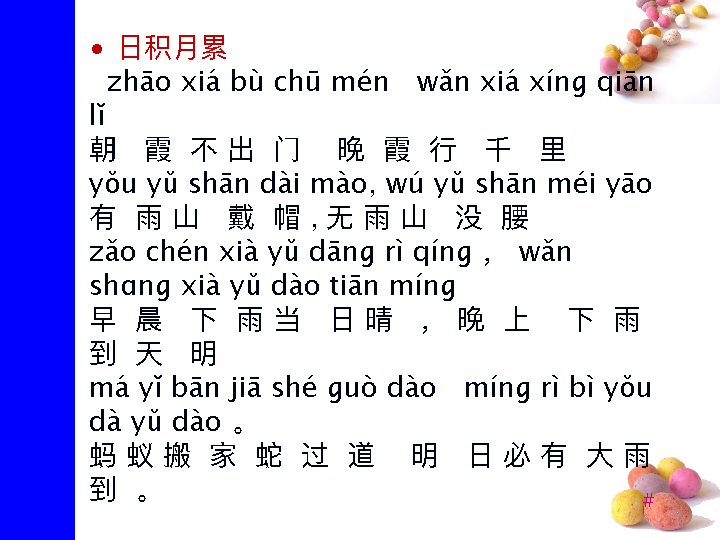 • 日积月累
zhāo xiá bù chū mén wǎn xiá xíng qiān
lǐ
朝 霞 不 出 门 晚 霞 行 千 里
yǒu yǔ shān dài mào, wú yǔ shān méi yāo
有 雨 山 戴 帽 , 无 雨 山 没 腰
zǎo chén xià yǔ dāng rì qíng , wǎn
shɑng xià yǔ dào tiān míng
早 晨 下 雨 当 日 晴 , 晚 上 下 雨
到 天 明
má yǐ bān jiā shé guò dào míng rì bì yǒu
dà yǔ dào 。
蚂 蚁 搬 家 蛇 过 道 明 日 必 有 大 雨
到 。
#